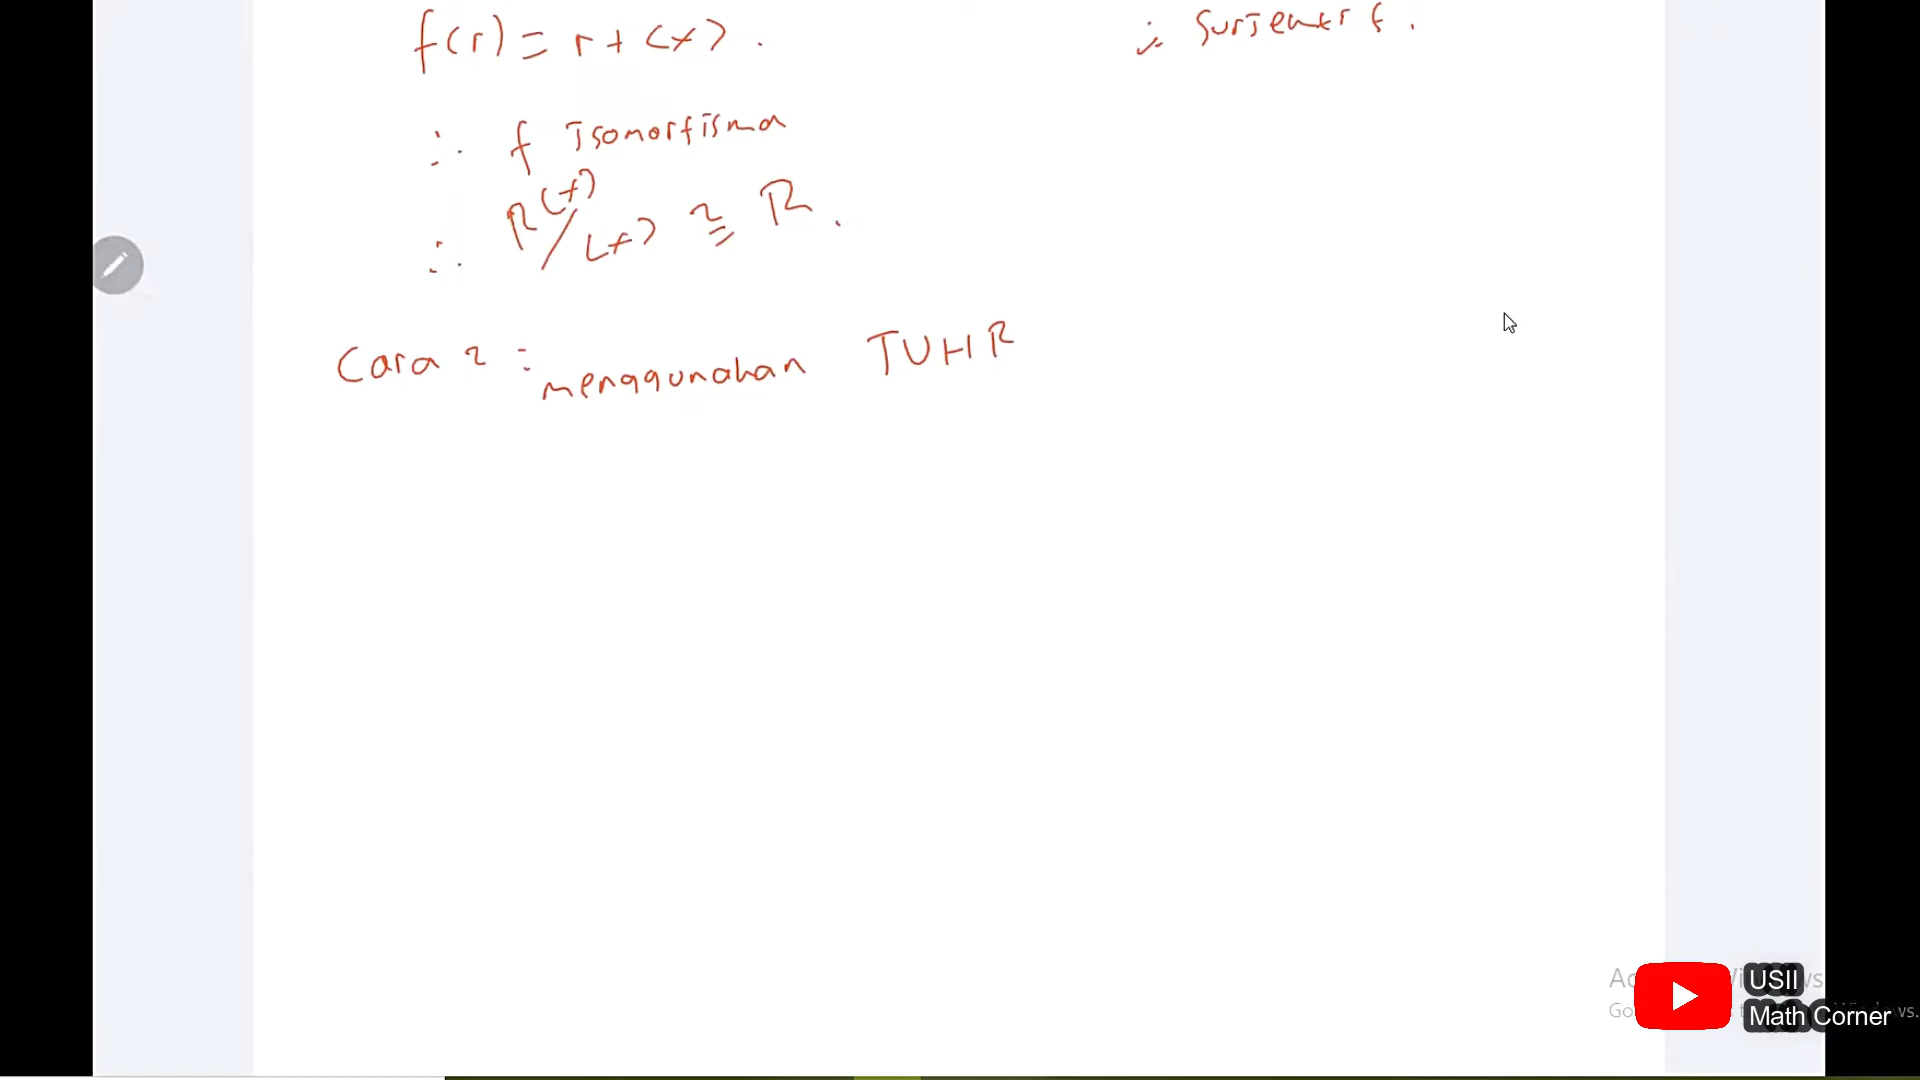 f(r) = r + <x> .
∴ Surjektif .
∴ f Isomorfisma
∴ R[x]/<x> ≅ R .
Cara 2 : menggunakan TUHR
USII
Math Corner